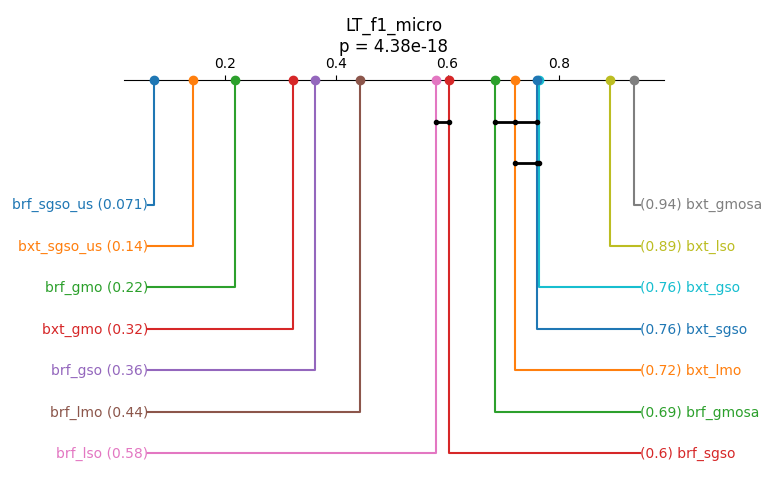 LT_f1_micro
p = 4.38e-18
0.2 0.4 0.6 0.8
brf_sgso_us (0.071) (0.94) bxt_gmosa
bxt_sgso_us (0.14) (0.89) bxt_lso
brf_gmo (0.22) (0.76) bxt_gso
bxt_gmo (0.32) (0.76) bxt_sgso
brf_gso (0.36) (0.72) bxt_lmo
brf_lmo (0.44) (0.69) brf_gmosa
brf_lso (0.58) (0.6) brf_sgso